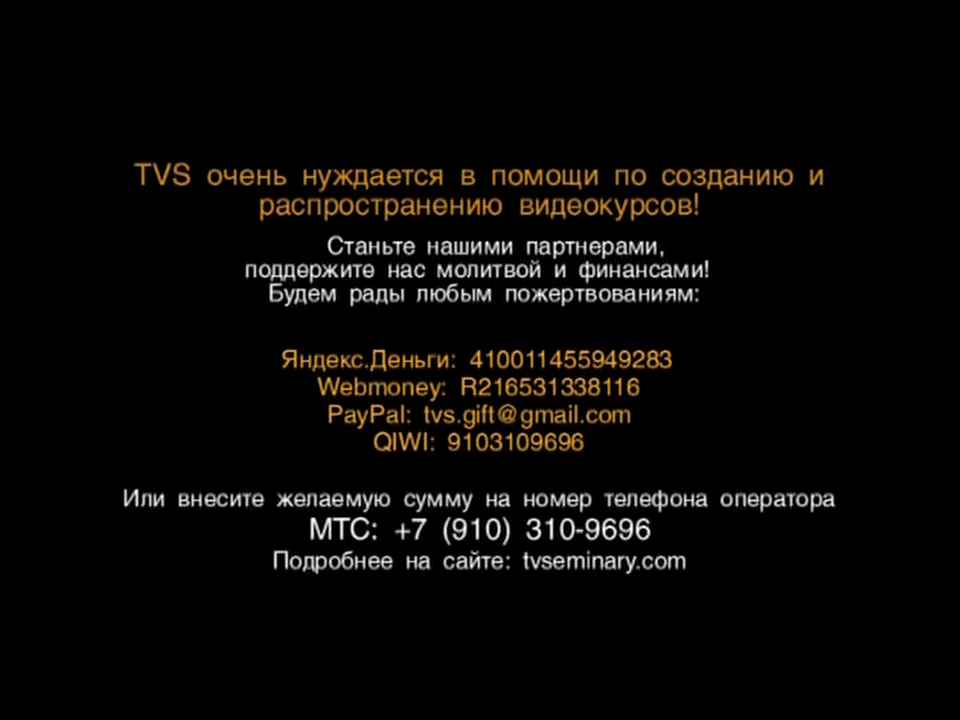 TVS очень нуждается в помощи по созданию и
распространению видеокурсов!
Станьте нашими партнерами,
поддержите нас молитвой и финансами!
Будем рады любым пожертвованиям:
Яндекс.Деньги: 410011455949283
Webmoney: R216531338116
PayPal: tvs.gift@gmail.com
QIWI: 9103109696
Или внесите желаемую сумму на номер телефона оператора
МТС: +7 (910) 310-9696
Подробнее на сайте: tvseminary.com